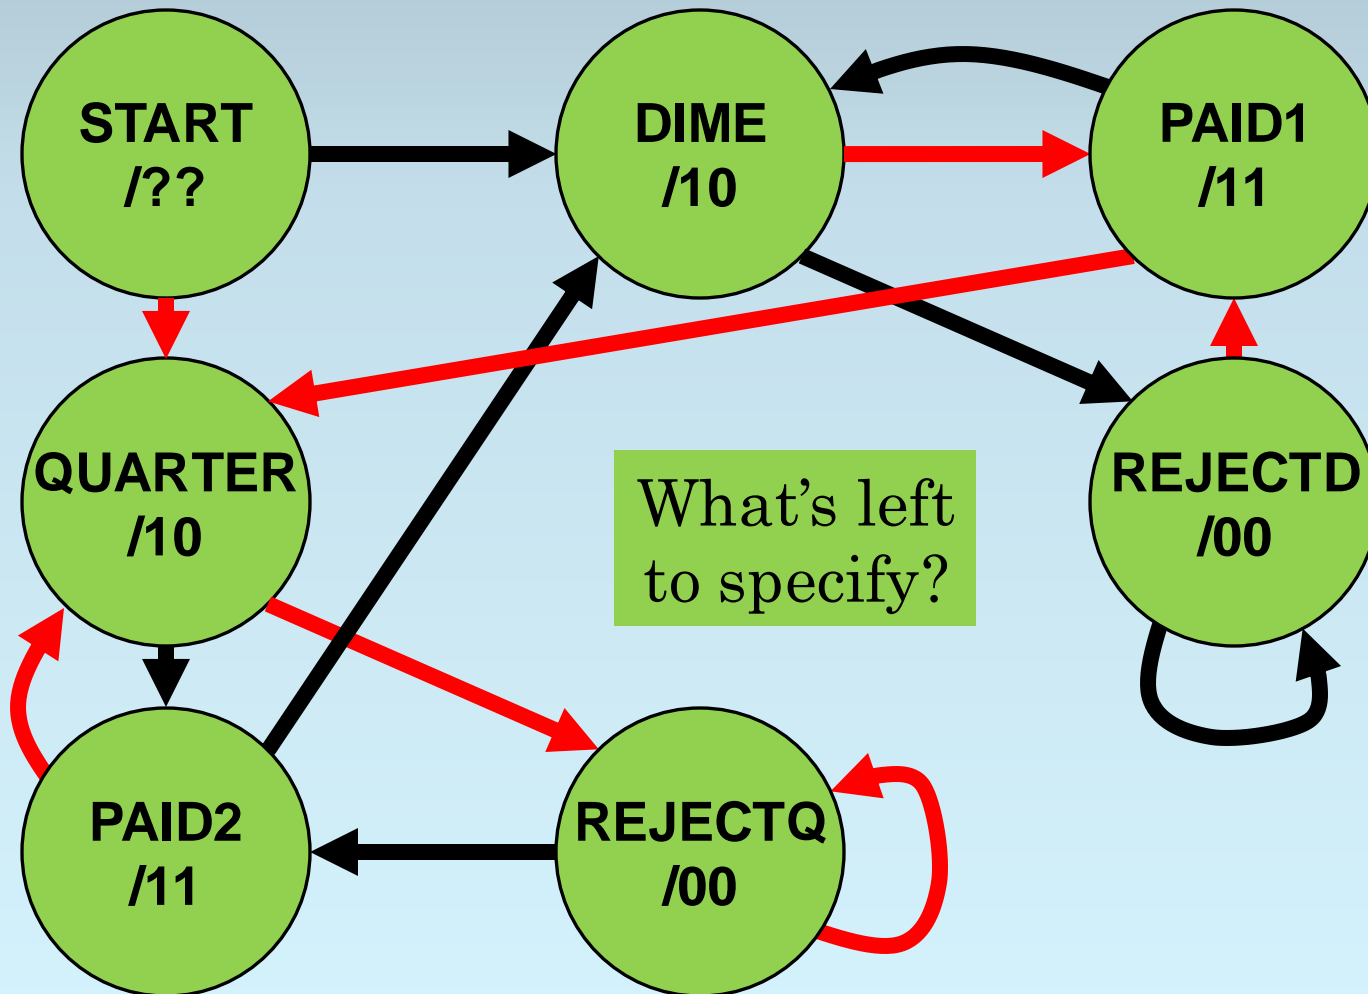 START
/??
DIME
/10
PAID1
/11
QUARTER
/10
What’s left
to specify?
REJECTD
/00
PAID2
/11
REJECTQ
/00